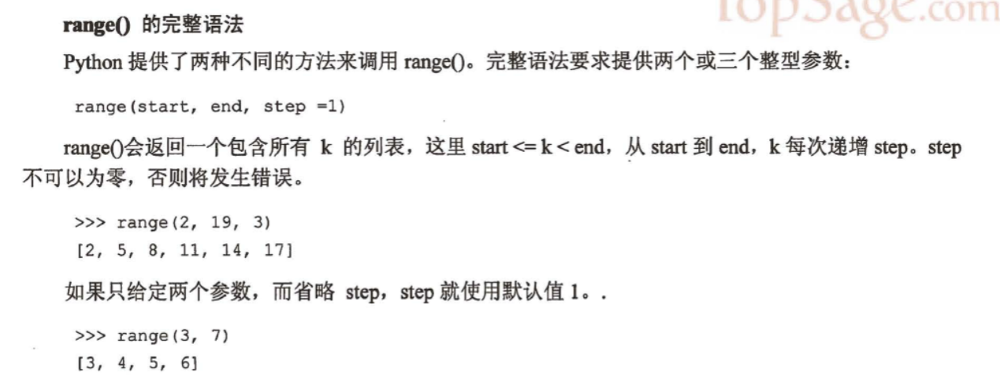 TopSage.com
range() 的完整语法
Python 提供了两种不同的方法来调用 range()。完整语法要求提供两个或三个整型参数：
range(start, end, step =1)
range()会返回一个包含所有 k 的列表，这里 start <= k < end，从 start 到 end，k 每次递增 step。step
不可以为零，否则将发生错误。
>>> range(2, 19, 3)
[2, 5, 8, 11, 14, 17]
如果只给定两个参数，而省略 step，step 就使用默认值 1。.
>>> range(3, 7)
[3, 4, 5, 6]